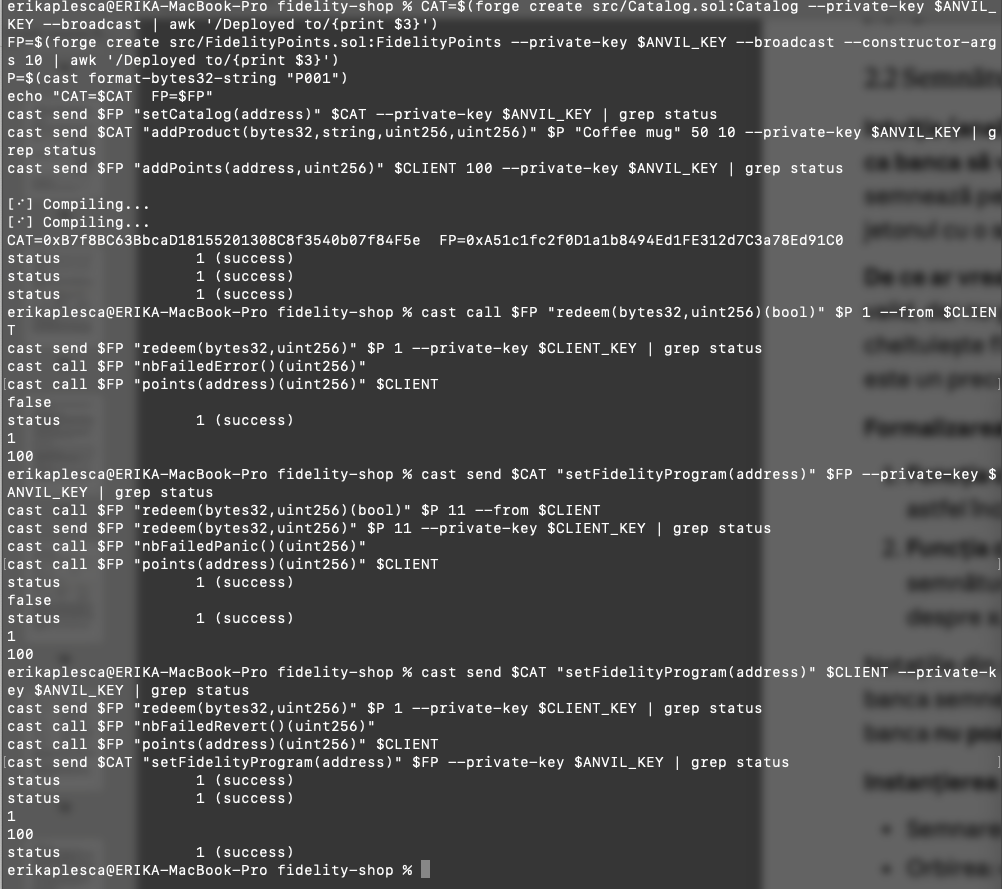 erikaplesca@ERIKA-MacBook-Pro fidelity-shop % CAT=$(forge create src/Catalog.sol:Catalog --private-key $ANVIL_
KEY --broadcast | awk '/Deployed to/{print $3}')
FP=$(forge create src/FidelityPoints.sol:FidelityPoints --private-key $ANVIL_KEY --broadcast --constructor-arg
s 10 | awk '/Deployed to/{print $3}')
P=$(cast format-bytes32-string "P001")
echo "CAT=$CAT  FP=$FP"
cast send $FP "setCatalog(address)" $CAT --private-key $ANVIL_KEY | grep status
cast send $CAT "addProduct(bytes32,string,uint256,uint256)" $P "Coffee mug" 50 10 --private-key $ANVIL_KEY | g
rep status
cast send $FP "addPoints(address,uint256)" $CLIENT 100 --private-key $ANVIL_KEY | grep status
[⠊] Compiling...
[⠊] Compiling...
CAT=0xB7f8BC63BbcaD18155201308C8f3540b07f84F5e  FP=0xA51c1fc2f0D1a1b8494Ed1FE312d7C3a78Ed91C0
status               1 (success)
status               1 (success)
status               1 (success)
erikaplesca@ERIKA-MacBook-Pro fidelity-shop % cast call $FP "redeem(bytes32,uint256)(bool)" $P 1 --from $CLIEN
T
cast send $FP "redeem(bytes32,uint256)" $P 1 --private-key $CLIENT_KEY | grep status
cast call $FP "nbFailedError()(uint256)"
cast call $FP "points(address)(uint256)" $CLIENT
false
status               1 (success)
1
100
erikaplesca@ERIKA-MacBook-Pro fidelity-shop % cast send $CAT "setFidelityProgram(address)" $FP --private-key $
ANVIL_KEY | grep status
cast call $FP "redeem(bytes32,uint256)(bool)" $P 11 --from $CLIENT
cast send $FP "redeem(bytes32,uint256)" $P 11 --private-key $CLIENT_KEY | grep status
cast call $FP "nbFailedPanic()(uint256)"
cast call $FP "points(address)(uint256)" $CLIENT
status               1 (success)
false
status               1 (success)
1
100
erikaplesca@ERIKA-MacBook-Pro fidelity-shop % cast send $CAT "setFidelityProgram(address)" $CLIENT --private-k
ey $ANVIL_KEY | grep status
cast send $FP "redeem(bytes32,uint256)" $P 1 --private-key $CLIENT_KEY | grep status
cast call $FP "nbFailedRevert()(uint256)"
cast call $FP "points(address)(uint256)" $CLIENT
cast send $CAT "setFidelityProgram(address)" $FP --private-key $ANVIL_KEY | grep status
status               1 (success)
status               1 (success)
1
100
status               1 (success)
erikaplesca@ERIKA-MacBook-Pro fidelity-shop %